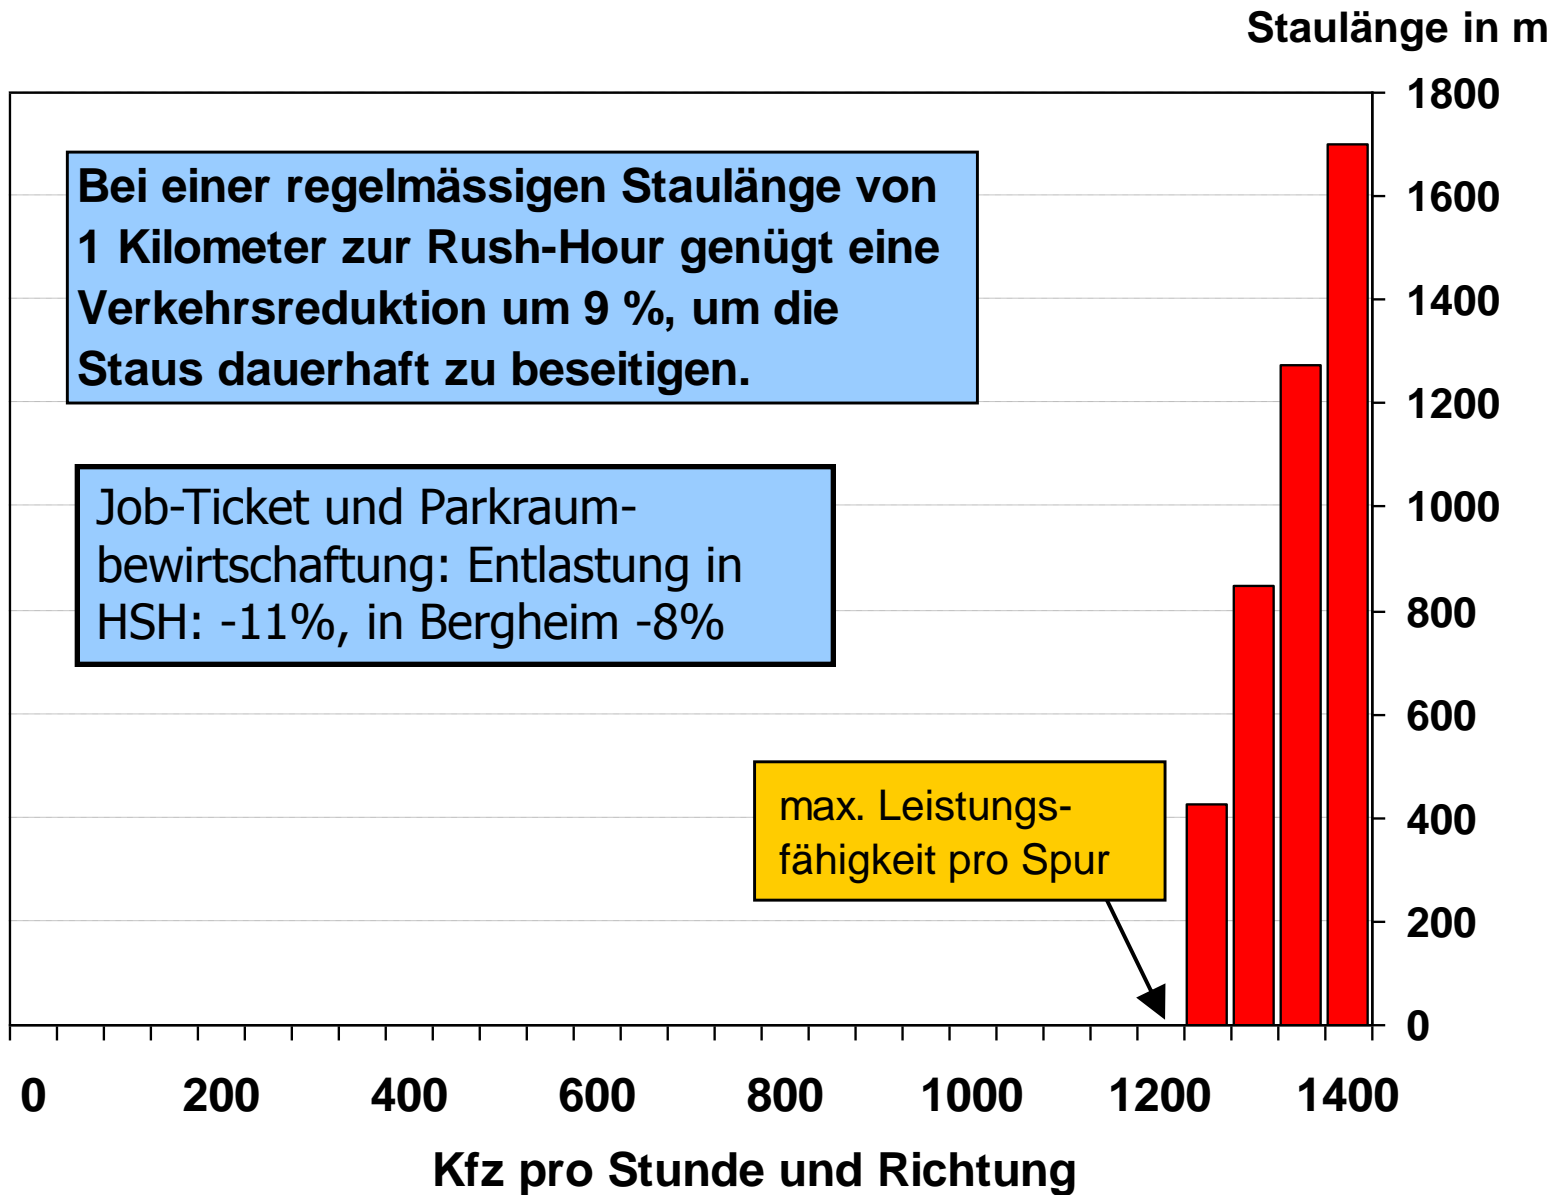 Staulänge in m
Bei einer regelmässigen Staulänge von
1 Kilometer zur Rush-Hour genügt eine
Verkehrsreduktion um 9 %, um die
Staus dauerhaft zu beseitigen.
Job-Ticket und Parkraum-
bewirtschaftung: Entlastung in
HSH: -11%, in Bergheim -8%
max. Leistungs-
fähigkeit pro Spur
1800
1600
1400
1200
1000
800
600
400
200
0
0 200 400 600 800 1000 1200 1400
Kfz pro Stunde und Richtung